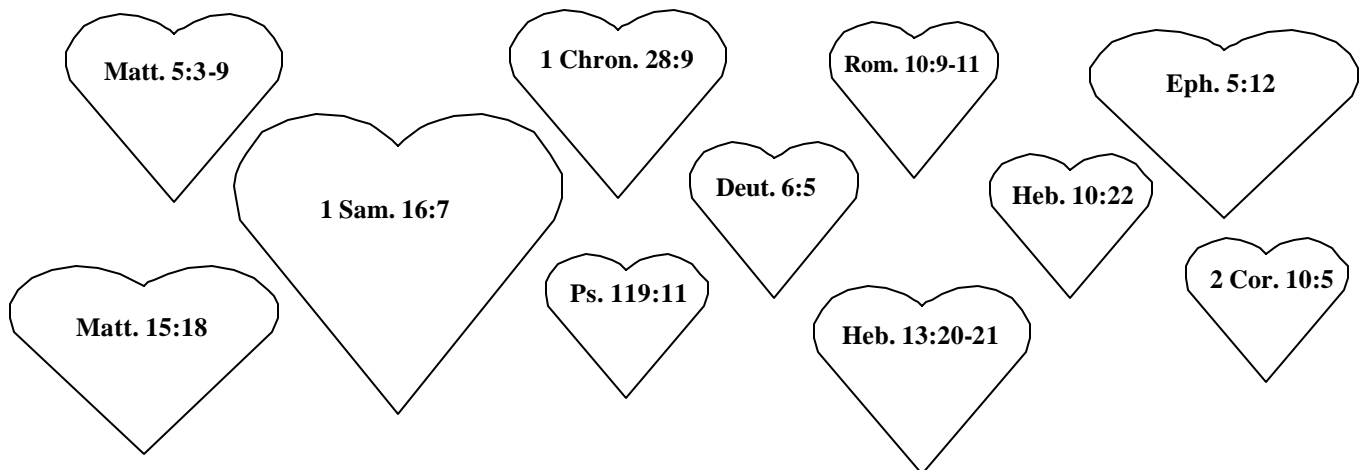 Matt. 5:3-9
1 Chron. 28:9
Rom. 10:9-11
Eph. 5:12
1 Sam. 16:7
Deut. 6:5
Heb. 10:22
Matt. 15:18
Ps. 119:11
Heb. 13:20-21
2 Cor. 10:5